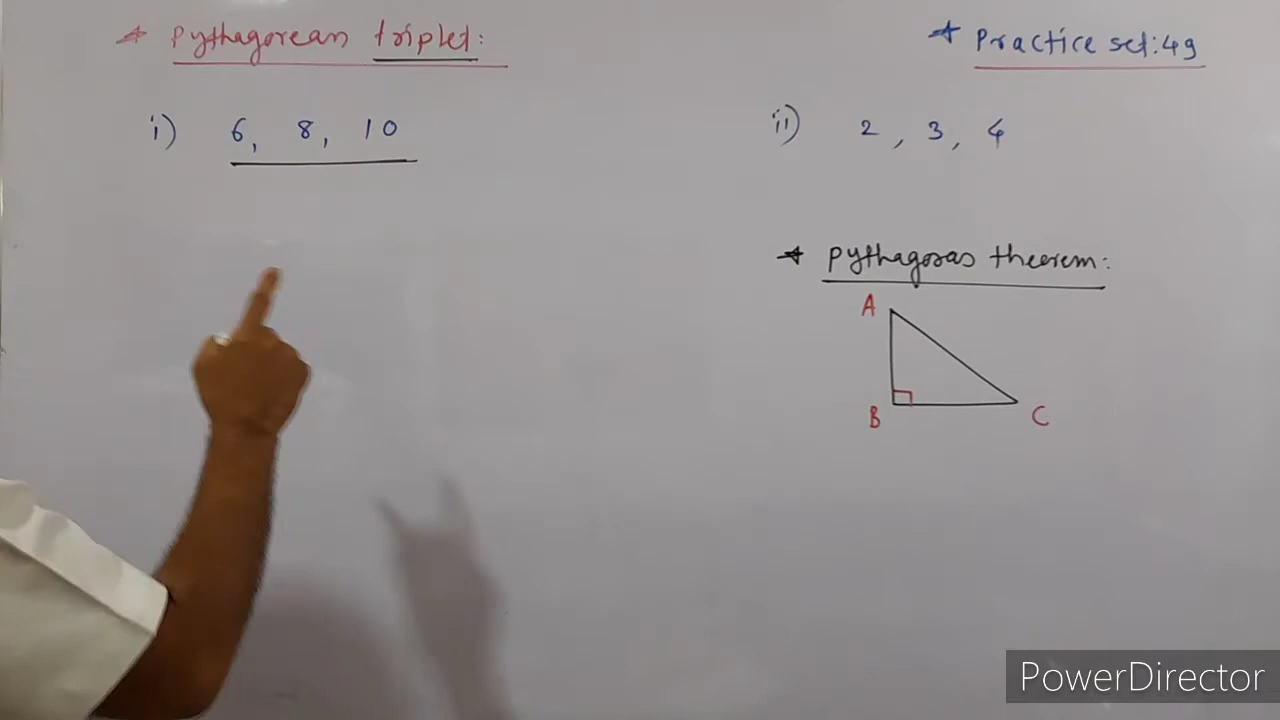 * Pythagorean triplet:
* Practice set:49
i) 6, 8, 10
ii) 2, 3, 4
* Pythagoras theorem:
A
B
C
PowerDirector